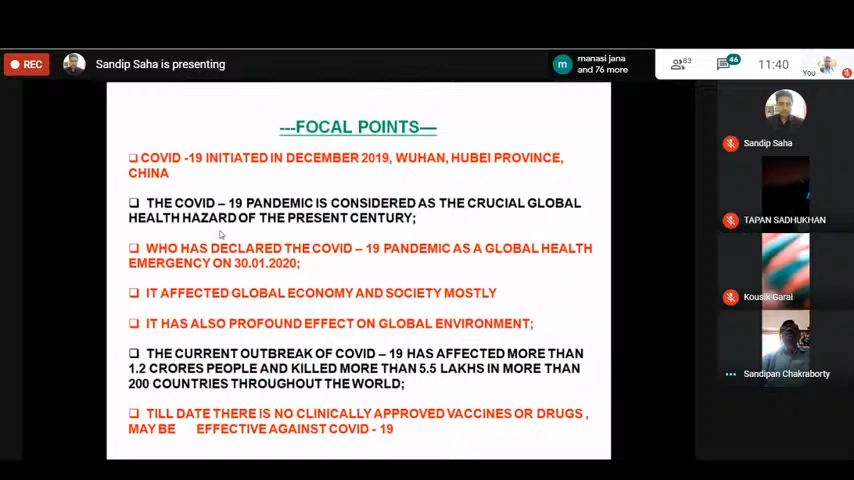 REC
Sandip Saha is presenting
manasi jana
and 76 more
m
83
46
11:40
You
---FOCAL POINTS—
COVID -19 INITIATED IN DECEMBER 2019, WUHAN, HUBEI PROVINCE,
CHINA
THE COVID – 19 PANDEMIC IS CONSIDERED AS THE CRUCIAL GLOBAL
HEALTH HAZARD OF THE PRESENT CENTURY;
WHO HAS DECLARED THE COVID – 19 PANDEMIC AS A GLOBAL HEALTH
EMERGENCY ON 30.01.2020;
IT AFFECTED GLOBAL ECONOMY AND SOCIETY MOSTLY
IT HAS ALSO PROFOUND EFFECT ON GLOBAL ENVIRONMENT;
THE CURRENT OUTBREAK OF COVID – 19 HAS AFFECTED MORE THAN
1.2 CRORES PEOPLE AND KILLED MORE THAN 5.5 LAKHS IN MORE THAN
200 COUNTRIES THROUGHOUT THE WORLD;
TILL DATE THERE IS NO CLINICALLY APPROVED VACCINES OR DRUGS ,
MAY BE EFFECTIVE AGAINST COVID - 19
Sandip Saha
TAPAN SADHUKHAN
Kousik Garai
Sandipan Chakraborty